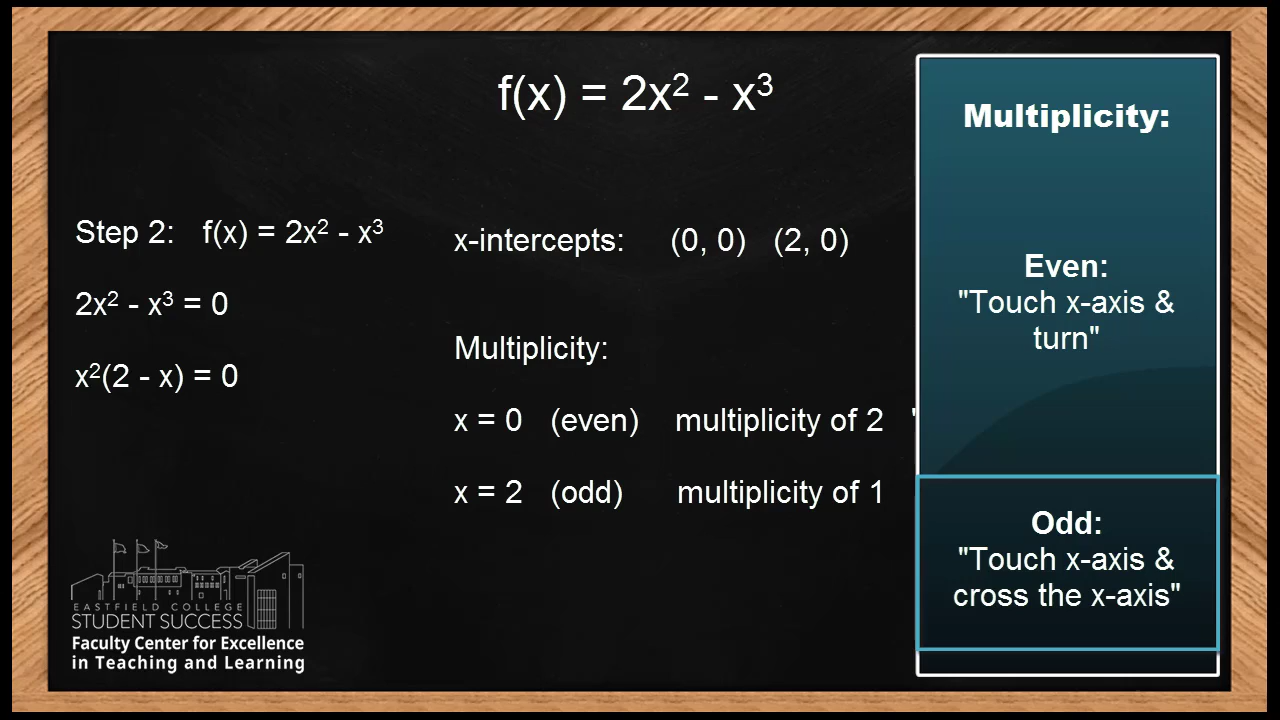 f(x) = 2x² - x³
Step 2: f(x) = 2x² - x³
2x² - x³ = 0
x²(2 - x) = 0
x-intercepts: (0, 0) (2, 0)
Multiplicity:
x = 0 (even) multiplicity of 2 "
x = 2 (odd) multiplicity of 1
Multiplicity:
Even:
"Touch x-axis &
turn"
Odd:
"Touch x-axis &
cross the x-axis"
EASTFIELD COLLEGE
STUDENT SUCCESS
Faculty Center for Excellence
in Teaching and Learning